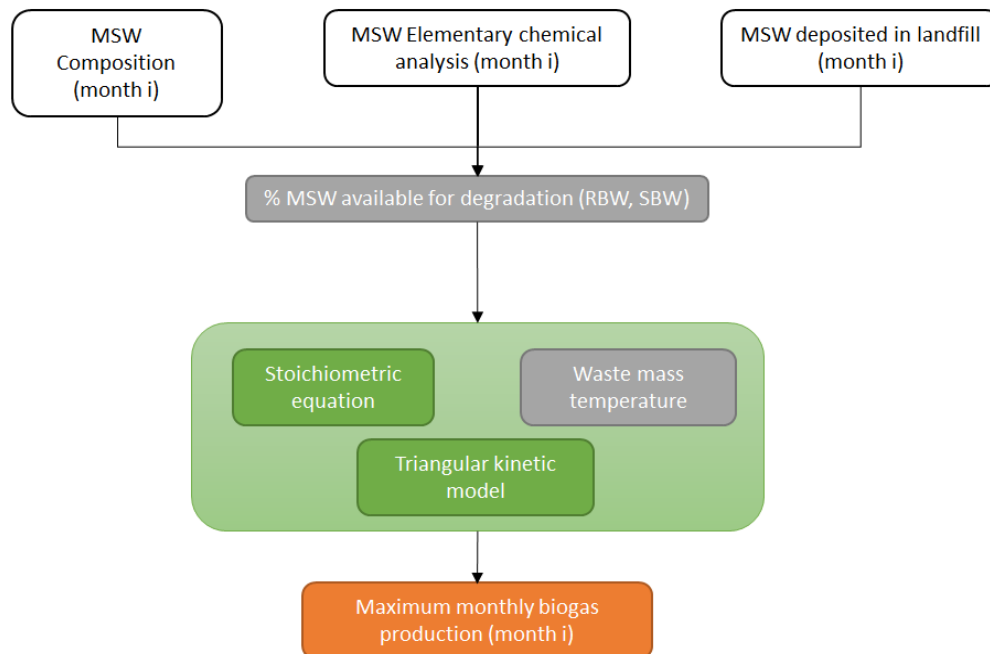 MSW
Composition
(month i)
MSW Elementary chemical
analysis (month i)
MSW deposited in landfill
(month i)
% MSW available for degradation (RBW, SBW)
Stoichiometric
equation
Waste mass
temperature
Triangular kinetic
model
Maximum monthly biogas
production (month i)